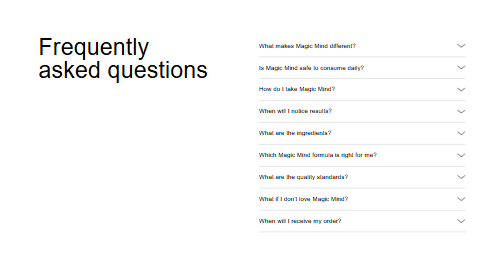 Frequently
asked questions
What makes Magic Mind different?
Is Magic Mind safe to consume daily?
How do I take Magic Mind?
When will I notice results?
What are the ingredients?
Which Magic Mind formula is right for me?
What are the quality standards?
What if I don't love Magic Mind?
When will I receive my order?